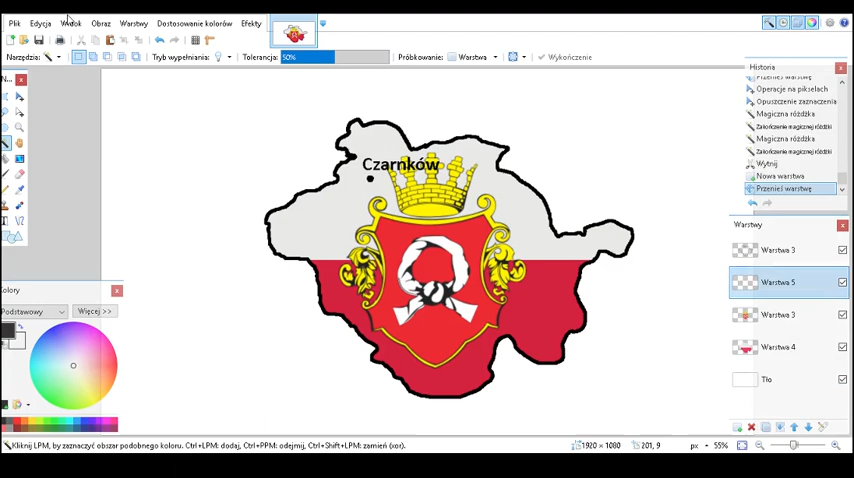 Plik Edycja Widok Obraz Warstwy Dostosowanie kolorów Efekty
Narzędzia: Tryb wypełniania: Tolerancja: 50% Próbkowanie: Warstwa Wykończenie
N...
Historia
Przenieś warstwę
Operacje na pikselach
Opuszczenie zaznaczenia
Magiczna różdżka
Zakończenie magicznej różdżki
Magiczna różdżka
Zakończenie magicznej różdżki
Wytnij
Nowa warstwa
Przenieś warstwę
Czarnków
Warstwy
Warstwa 3
Warstwa 5
Warstwa 3
Warstwa 4
Tło
Colory
Podstawowy Więcej >>
Kliknij LPM, by zaznaczyć obszar podobnego koloru. Ctrl+LPM: dodaj, Ctrl+PPM: odejmij, Ctrl+Shift+LPM: zamień (xor). 1920 × 1080 201, 9 px 55%